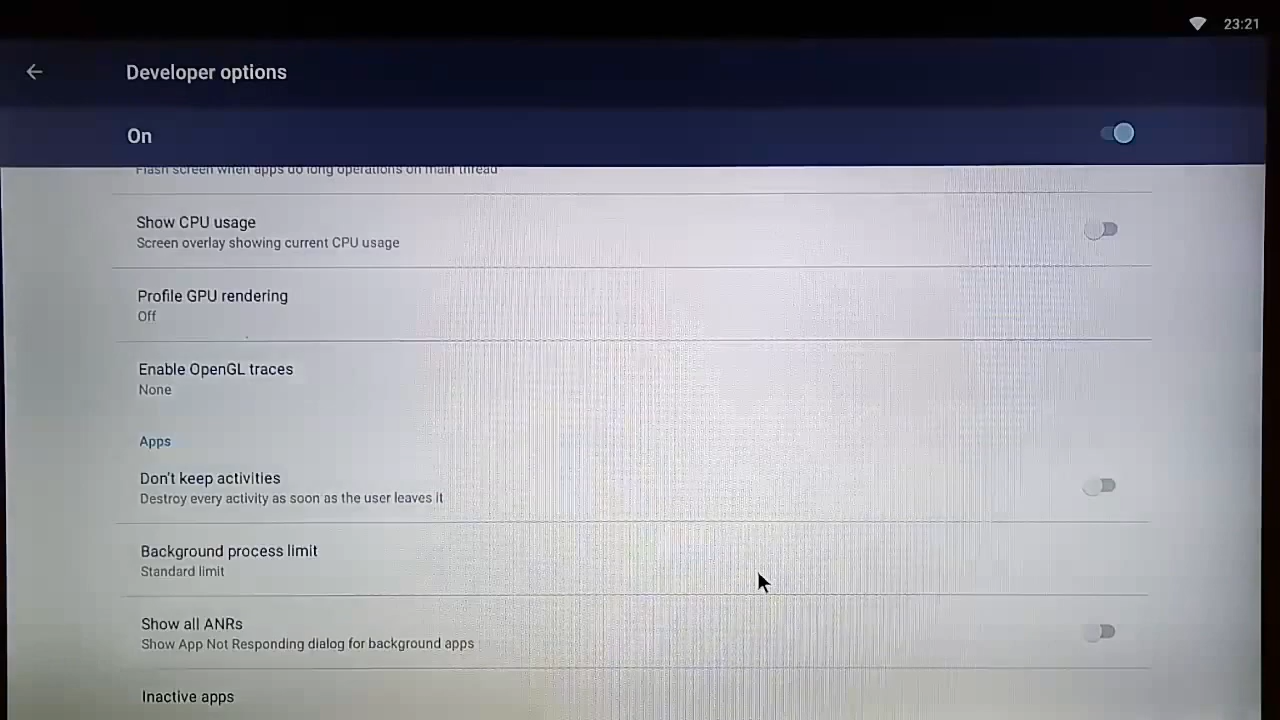 23:21
Developer options
On
Flash screen when apps do long operations on main thread
Show CPU usage
Screen overlay showing current CPU usage
Profile GPU rendering
Off
Enable OpenGL traces
None
Apps
Don't keep activities
Destroy every activity as soon as the user leaves it
Background process limit
Standard limit
Show all ANRs
Show App Not Responding dialog for background apps
Inactive apps